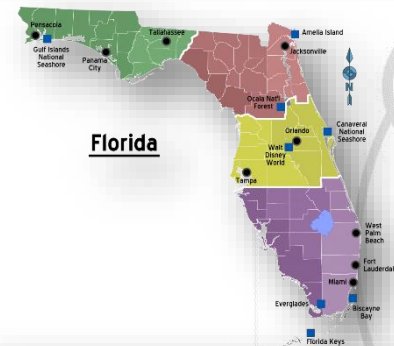 Pensacola
Gulf Islands
National
Seashore
Panama
City
Tallahassee
Amelia Island
Jacksonville
Ocala Nat'l
Forest
N
Florida
Orlando
Walt
Disney
World
Canaveral
National
Seashore
Tampa
West
Palm
Beach
Fort
Lauderdal
Miami
Everglades
Biscayne
Bay
Florida Keys